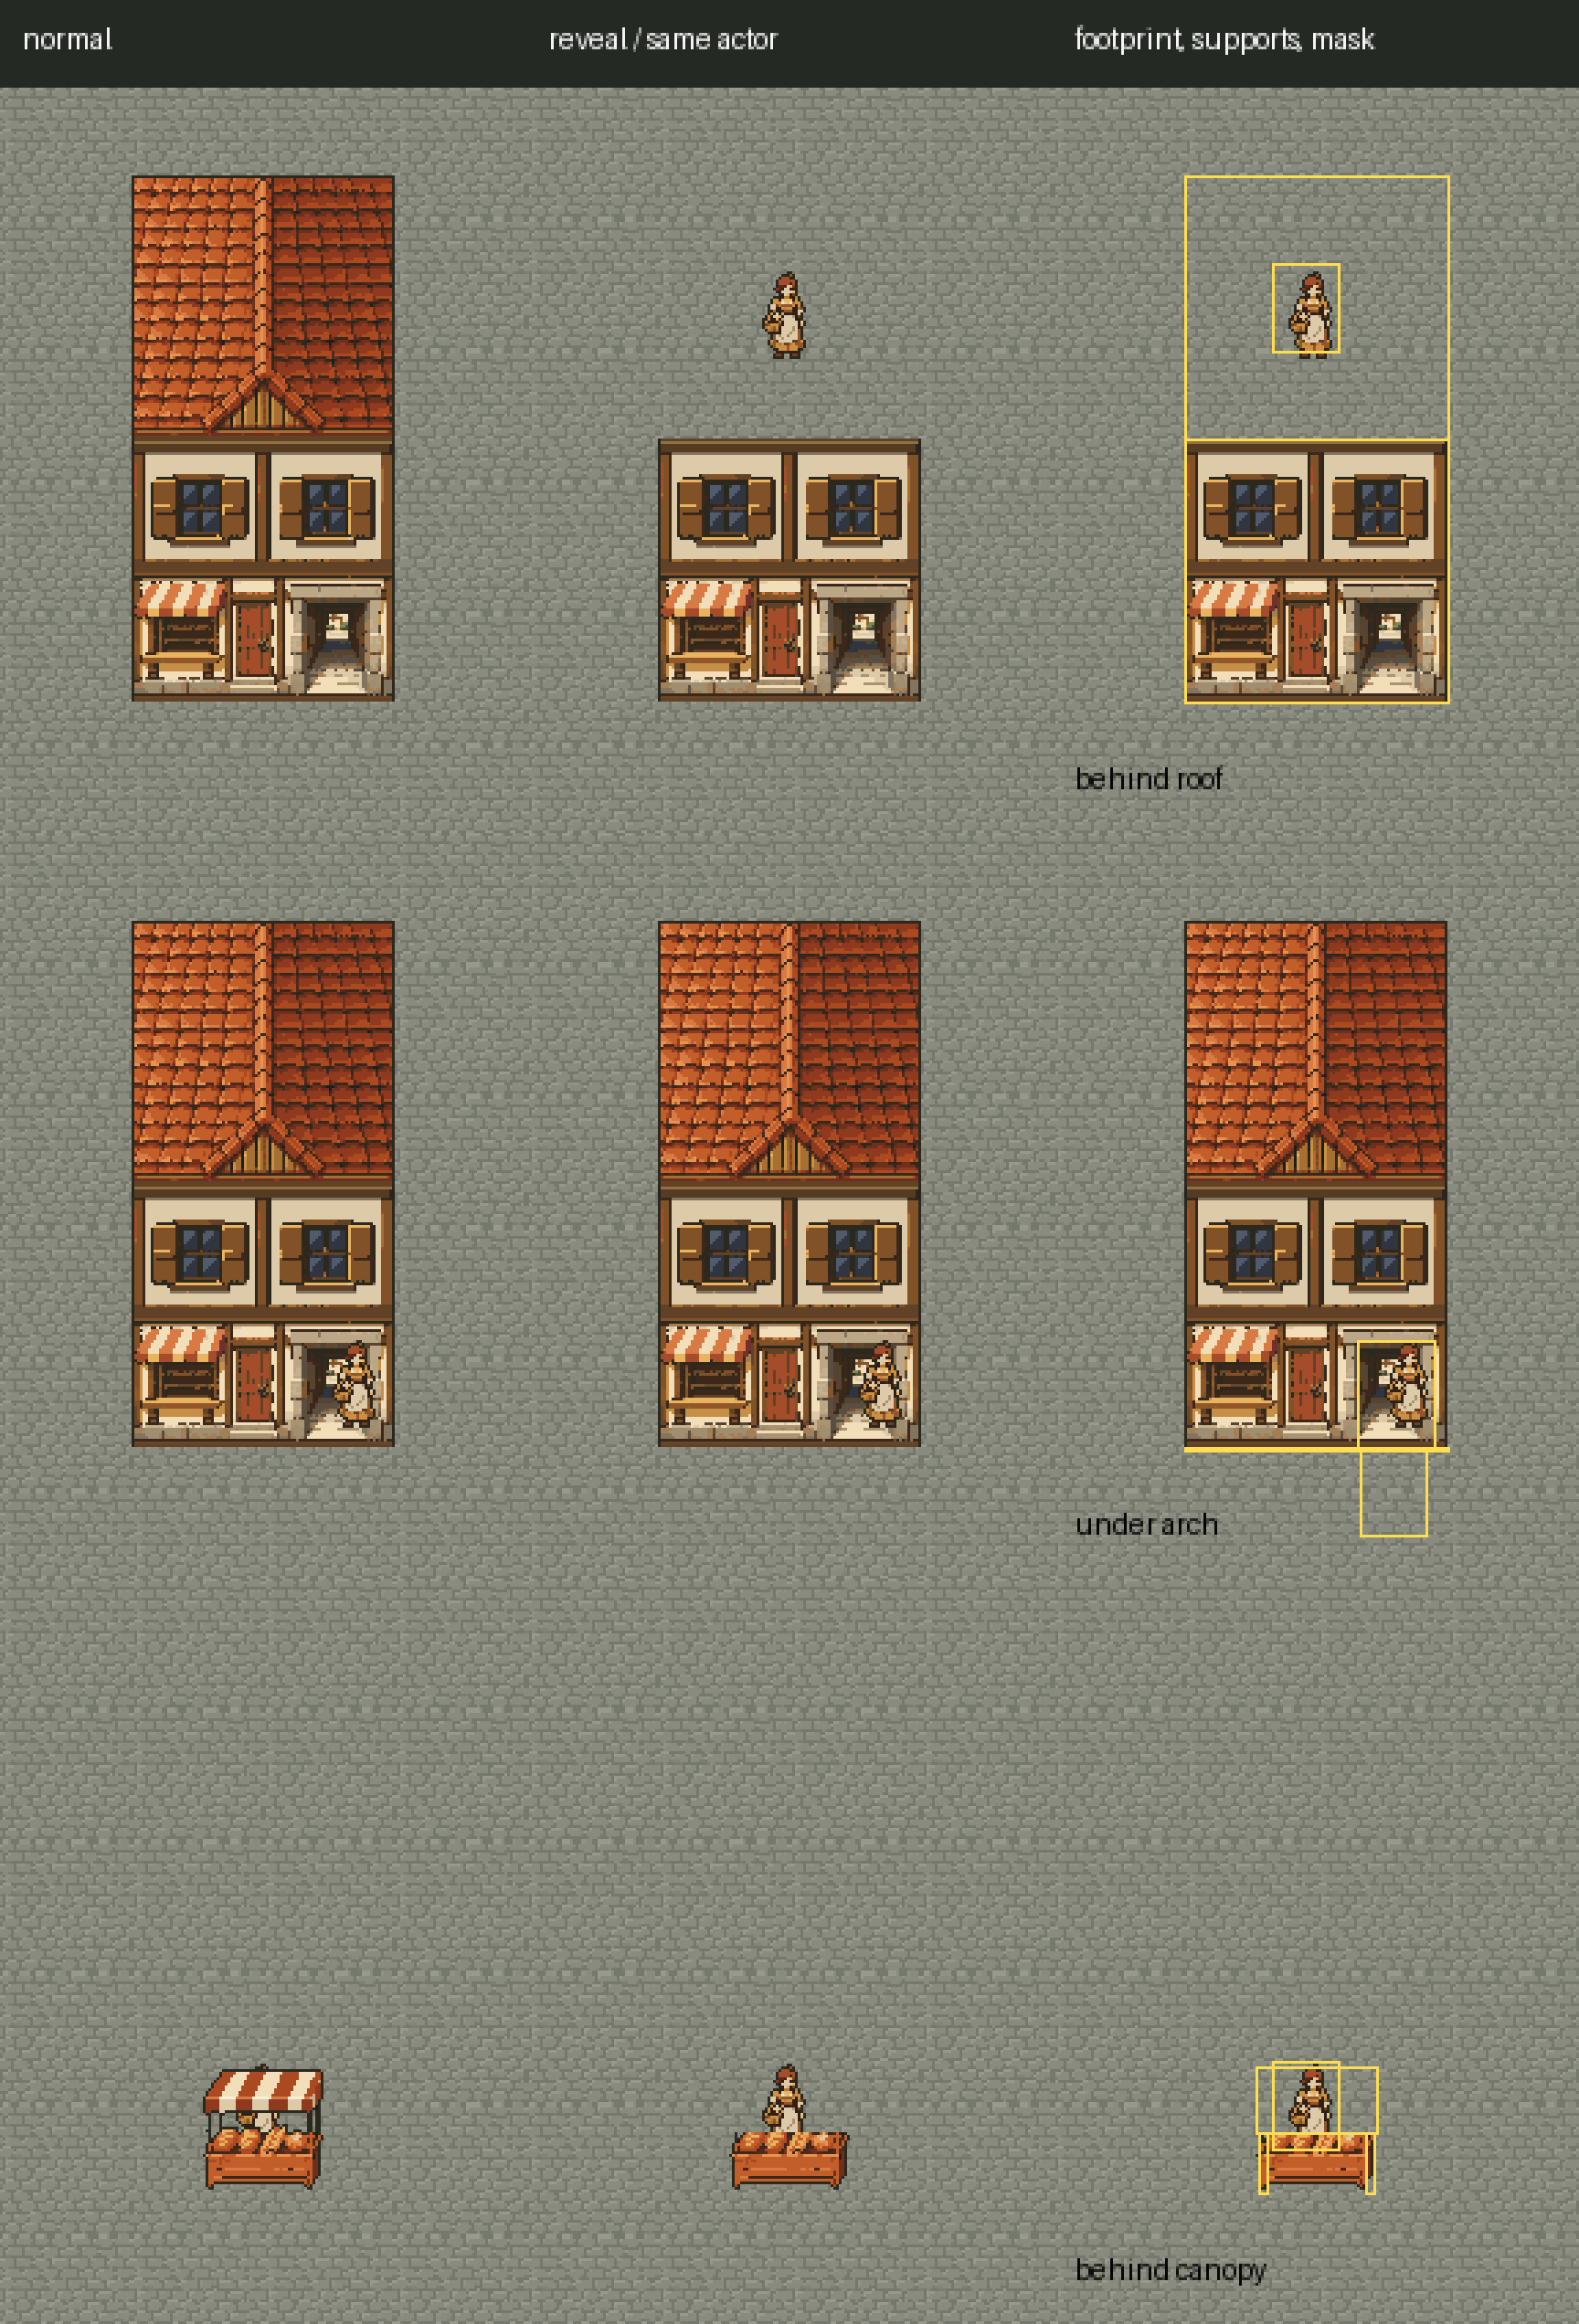 normal
reveal / same actor
footprint, supports, mask
behind roof
under arch
behind canopy